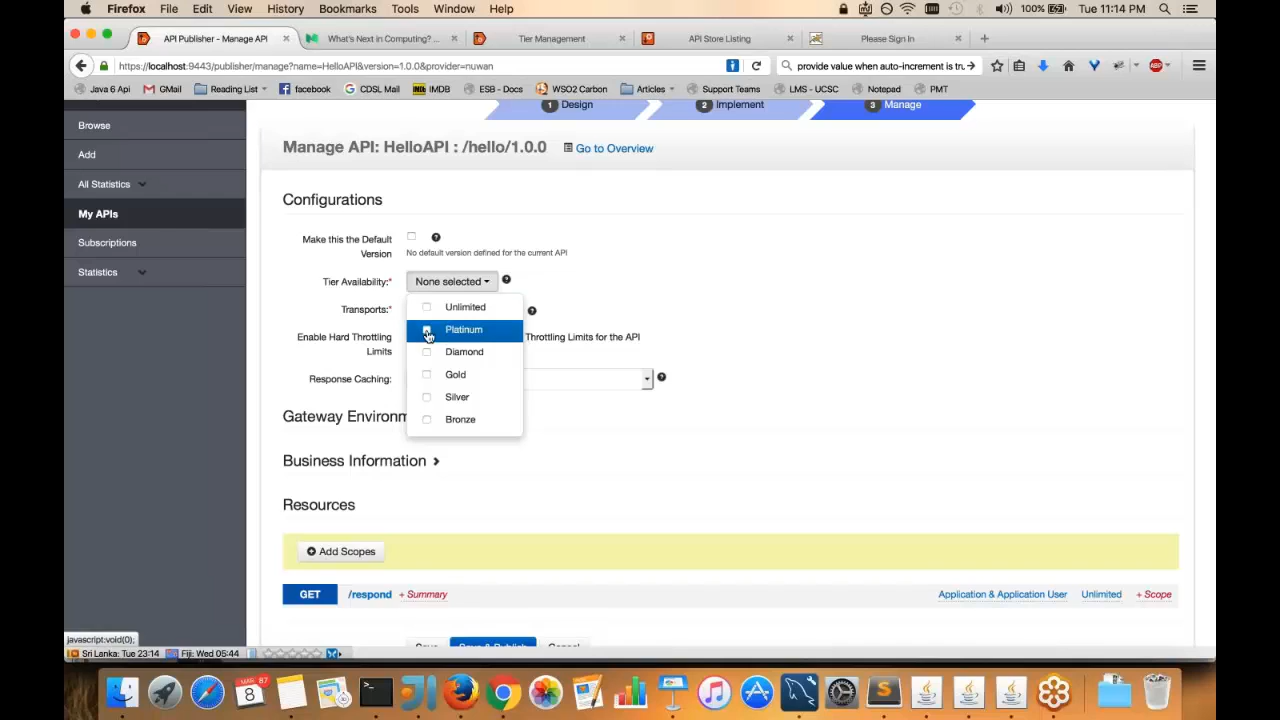 Firefox File Edit View History Bookmarks Tools Window Help 100% Tue 11:14 PM
API Publisher - Manage API × What's Next in Computing? ... × Tier Management × API Store Listing × Please Sign In × +
https://localhost:9443/publisher/manage?name=HelloAPI&version=1.0.0&provider=nuwan provide value when auto-increment is tru
Java 6 Api GMail Reading List facebook CDSL Mail IMDB ESB - Docs WSO2 Carbon Articles Support Teams LMS - UCSC Notepad PMT
1 Design 2 Implement 3 Manage
Browse
Add
All Statistics
My APIs
Subscriptions
Statistics
Manage API: HelloAPI : /hello/1.0.0 Go to Overview
Configurations
Make this the Default Version
No default version defined for the current API
Tier Availability:* None selected
Unlimited
Platinum
Diamond
Gold
Silver
Bronze
Transports:*
Enable Hard Throttling Limits
Throttling Limits for the API
Response Caching:
Gateway Environm
Business Information
Resources
Add Scopes
GET /respond + Summary Application & Application User Unlimited + Scope
Save Save & Publish Cancel
javascript:void(0);
Sri Lanka: Tue 23:14 Fiji: Wed 05:44
MAR 87
8